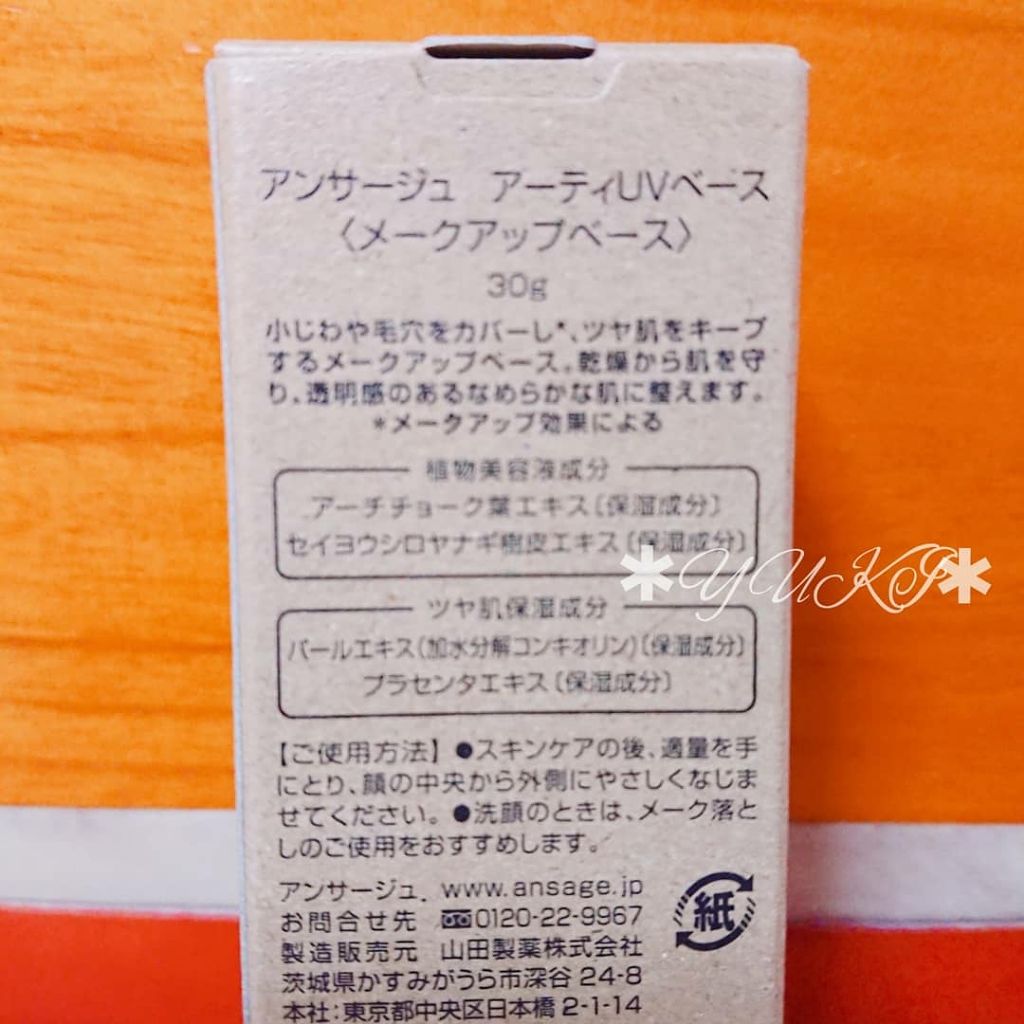 アンサージュ アーティUVベース
〈メークアップベース〉
30g
小じわや毛穴をカバーし*、ツヤ肌をキープ
するメークアップベース。乾燥から肌を守
り、透明感のあるなめらかな肌に整えます。
*メークアップ効果による
植物美容液成分
アーチチョーク葉エキス〔保湿成分〕
セイヨウシロヤナギ樹皮エキス〔保湿成分〕
✱YUKI✱
ツヤ肌保湿成分
パールエキス(加水分解コンキオリン)〔保湿成分〕
プラセンタエキス〔保湿成分〕
【ご使用方法】●スキンケアの後、適量を手
にとり、顔の中央から外側にやさしくなじま
せてください。●洗顔のときは、メーク落と
しのご使用をおすすめします。
アンサージュ. www.ansage.jp
お問合せ先 0120-22-9967
製造販売元 山田製薬株式会社
茨城県かすみがうら市深谷 24-8
本社:東京都中央区日本橋 2-1-14
紙